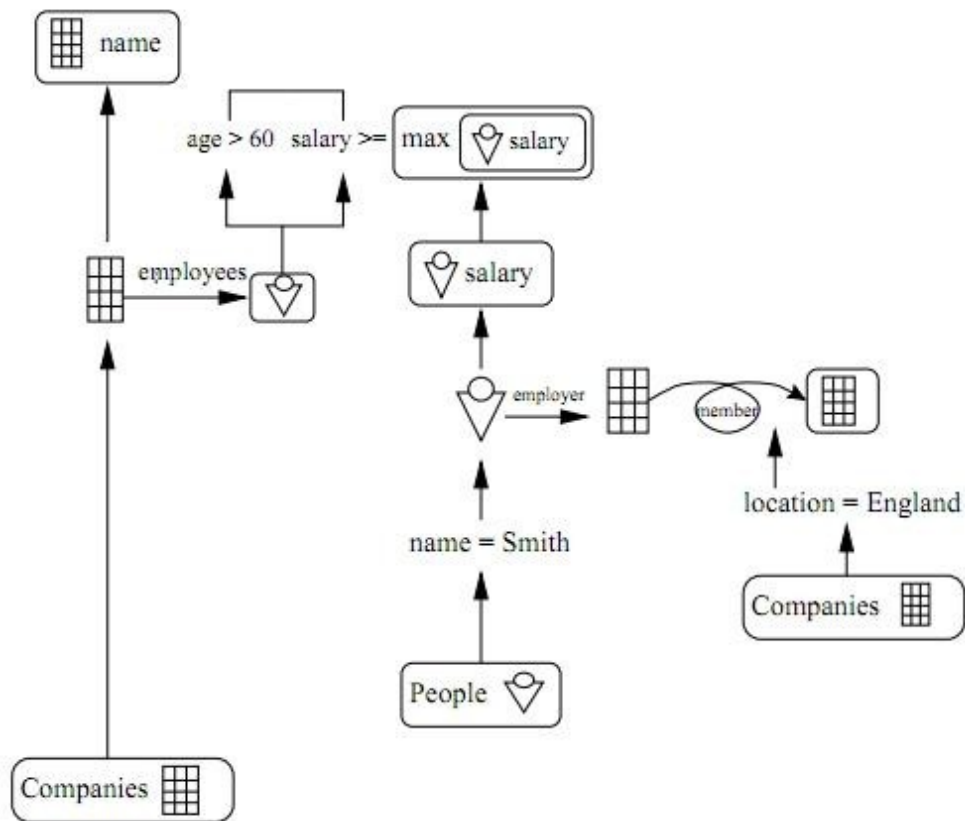 name
age > 60 salary >= max salary
employees
salary
employer
member
location = England
name = Smith
Companies
People
Companies